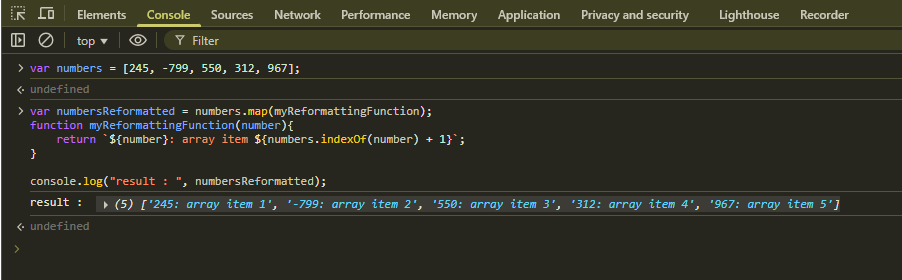 Elements Console Sources Network Performance Memory Application Privacy and security Lighthouse Recorder
top ▼ Filter
> var numbers = [245, -799, 550, 312, 967];
<· undefined
> var numbersReformatted = numbers.map(myReformattingFunction);
function myReformattingFunction(number){
    return `${number}: array item ${numbers.indexOf(number) + 1}`;
}
console.log("result : ", numbersReformatted);
result :  ▸ (5) ['245: array item 1', '-799: array item 2', '550: array item 3', '312: array item 4', '967: array item 5']
<· undefined
>